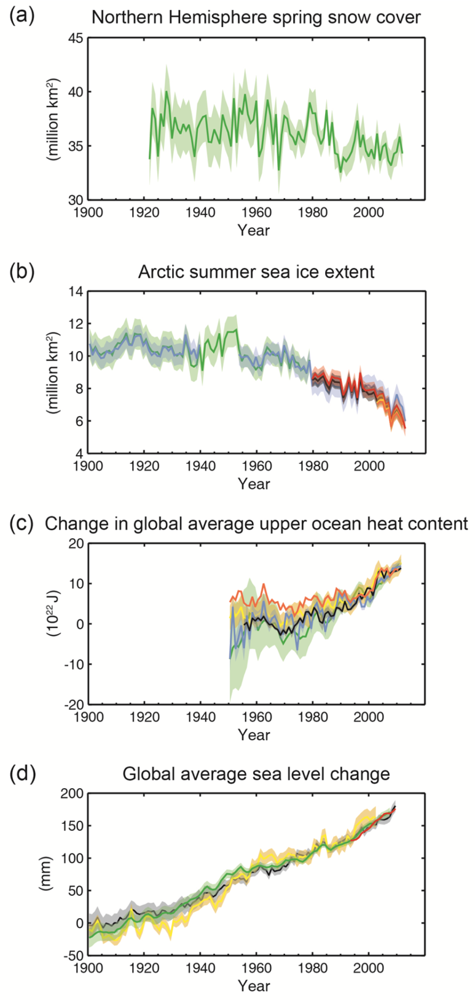 (a) Northern Hemisphere spring snow cover
45
40
35
30
(million km²)
1900 1920 1940 1960 1980 2000
Year
(b) Arctic summer sea ice extent
14
12
10
8
6
4
(million km²)
1900 1920 1940 1960 1980 2000
Year
(c) Change in global average upper ocean heat content
20
10
0
-10
-20
(10²² J)
1900 1920 1940 1960 1980 2000
Year
(d) Global average sea level change
200
150
100
50
0
-50
(mm)
1900 1920 1940 1960 1980 2000
Year